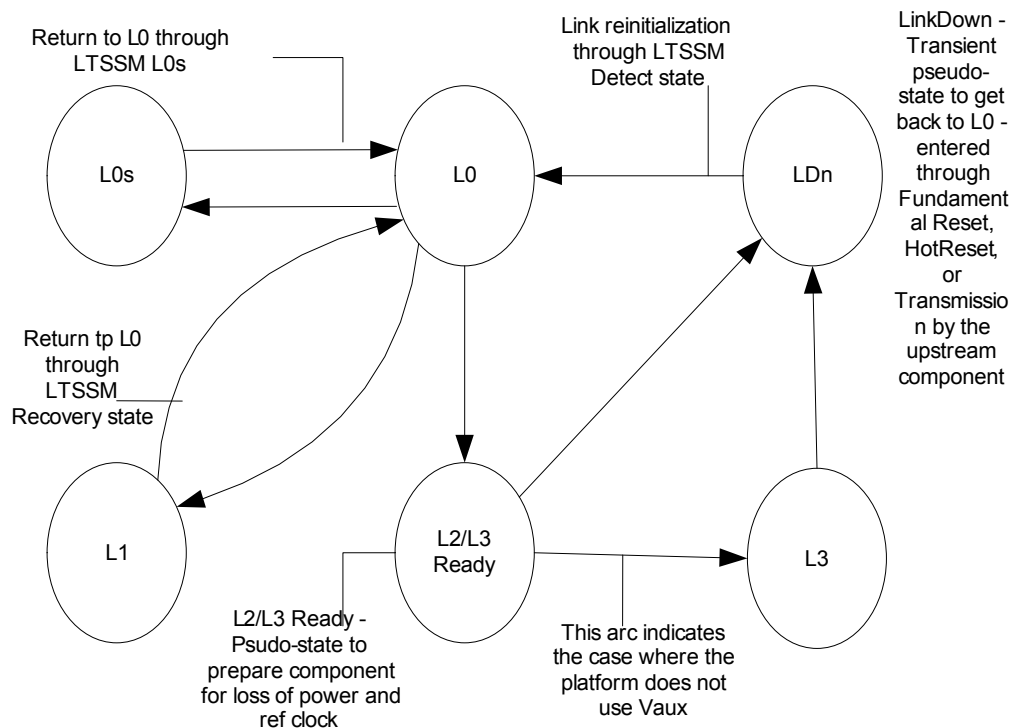 Return to L0 through
LTSSM L0s
Link reinitialization
through LTSSM
Detect state
LinkDown -
Transient
pseudo-
state to get
back to L0 -
entered
through
Fundament
al Reset,
HotReset,
or
Transmissio
n by the
upstream
component
L0s
L0
LDn
Return tp L0
through
LTSSM
Recovery state
L1
L2/L3
Ready
L3
L2/L3 Ready -
Psudo-state to
prepare component
for loss of power and
ref clock
This arc indicates
the case where the
platform does not
use Vaux